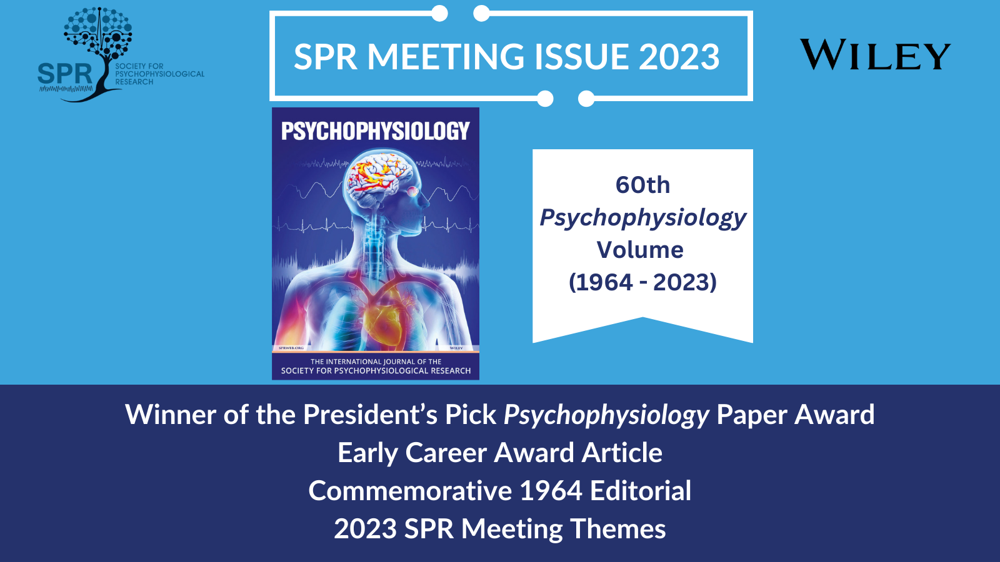 SPR
SOCIETY FOR
PSYCHOPHYSIOLOGICAL
RESEARCH
SPR MEETING ISSUE 2023
WILEY
PSYCHOPHYSIOLOGY
SPRWEB.ORG
WILEY
THE INTERNATIONAL JOURNAL OF THE
SOCIETY FOR PSYCHOPHYSIOLOGICAL RESEARCH
60th
Psychophysiology
Volume
(1964 - 2023)
Winner of the President’s Pick Psychophysiology Paper Award
Early Career Award Article
Commemorative 1964 Editorial
2023 SPR Meeting Themes